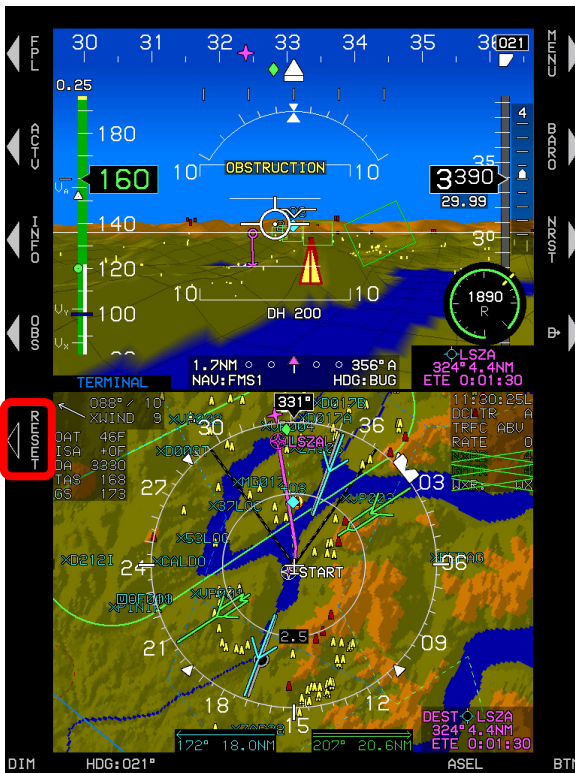 30 31 32 33 34 35 021
FPL
MENU
0.25
4
ACTV
BARO
180
OBSTRUCTION
10 10
35
160
3390
29.99
INFO
NRST
140
30
120
1890
R
10 10
OBS
100
DH 200
1.7NM 356°A
NAV:FMS1 HDG:BUG
LSZA
324° 4.4NM
ETE 0:01:30
TERMINAL
RESET
088°/ 10
XWIND 9
OAT 46F
ISA +0F
DA 3330
TAS 168
GS 173
331°
11:30:25L
DCLTR A
TRFC ABV
RATE 0
D017B
D017A
30
36
LSZA
27
03
37LOC
53LOC
D212I
CALDO
24
START
06
2.5
21
09
18
15
12
172° 18.0NM
207° 20.6NM
DEST LSZA
324° 4.4NM
ETE 0:01:30
DIM HDG:021° ASEL BTN